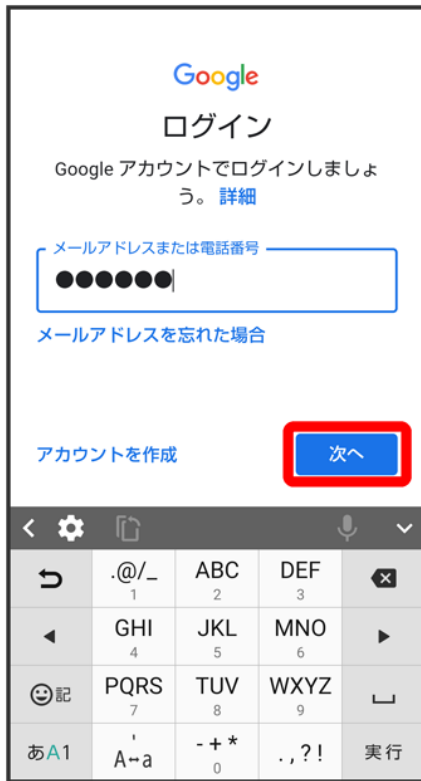 Google
ログイン
Google アカウントでログインしましょ
う。 詳細
メールアドレスまたは電話番号
●●●●●●
メールアドレスを忘れた場合
アカウントを作成
次へ
.@/_ ABC DEF
1 2 3
GHI JKL MNO
4 5 6
記 PQRS TUV WXYZ
7 8 9
あA1 ' -+* .,?! 実行
A↔a 0